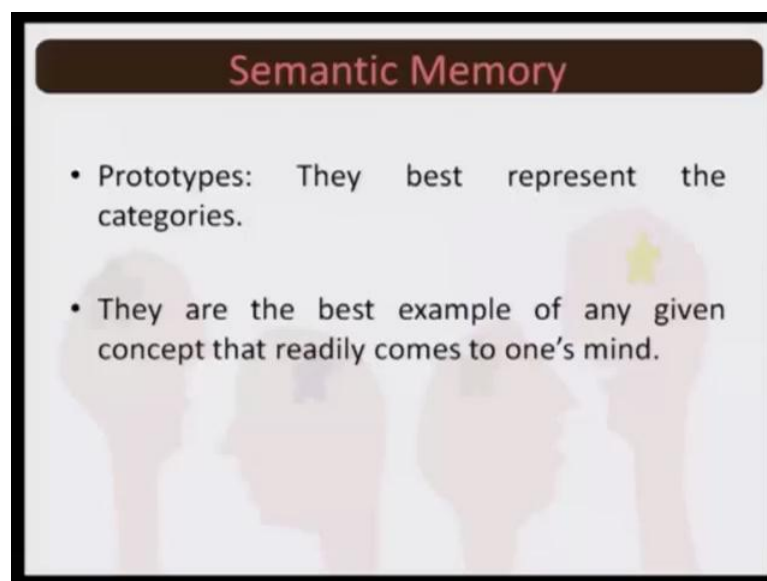 Semantic Memory
• Prototypes: They best represent the
categories.
• They are the best example of any given
concept that readily comes to one’s mind.